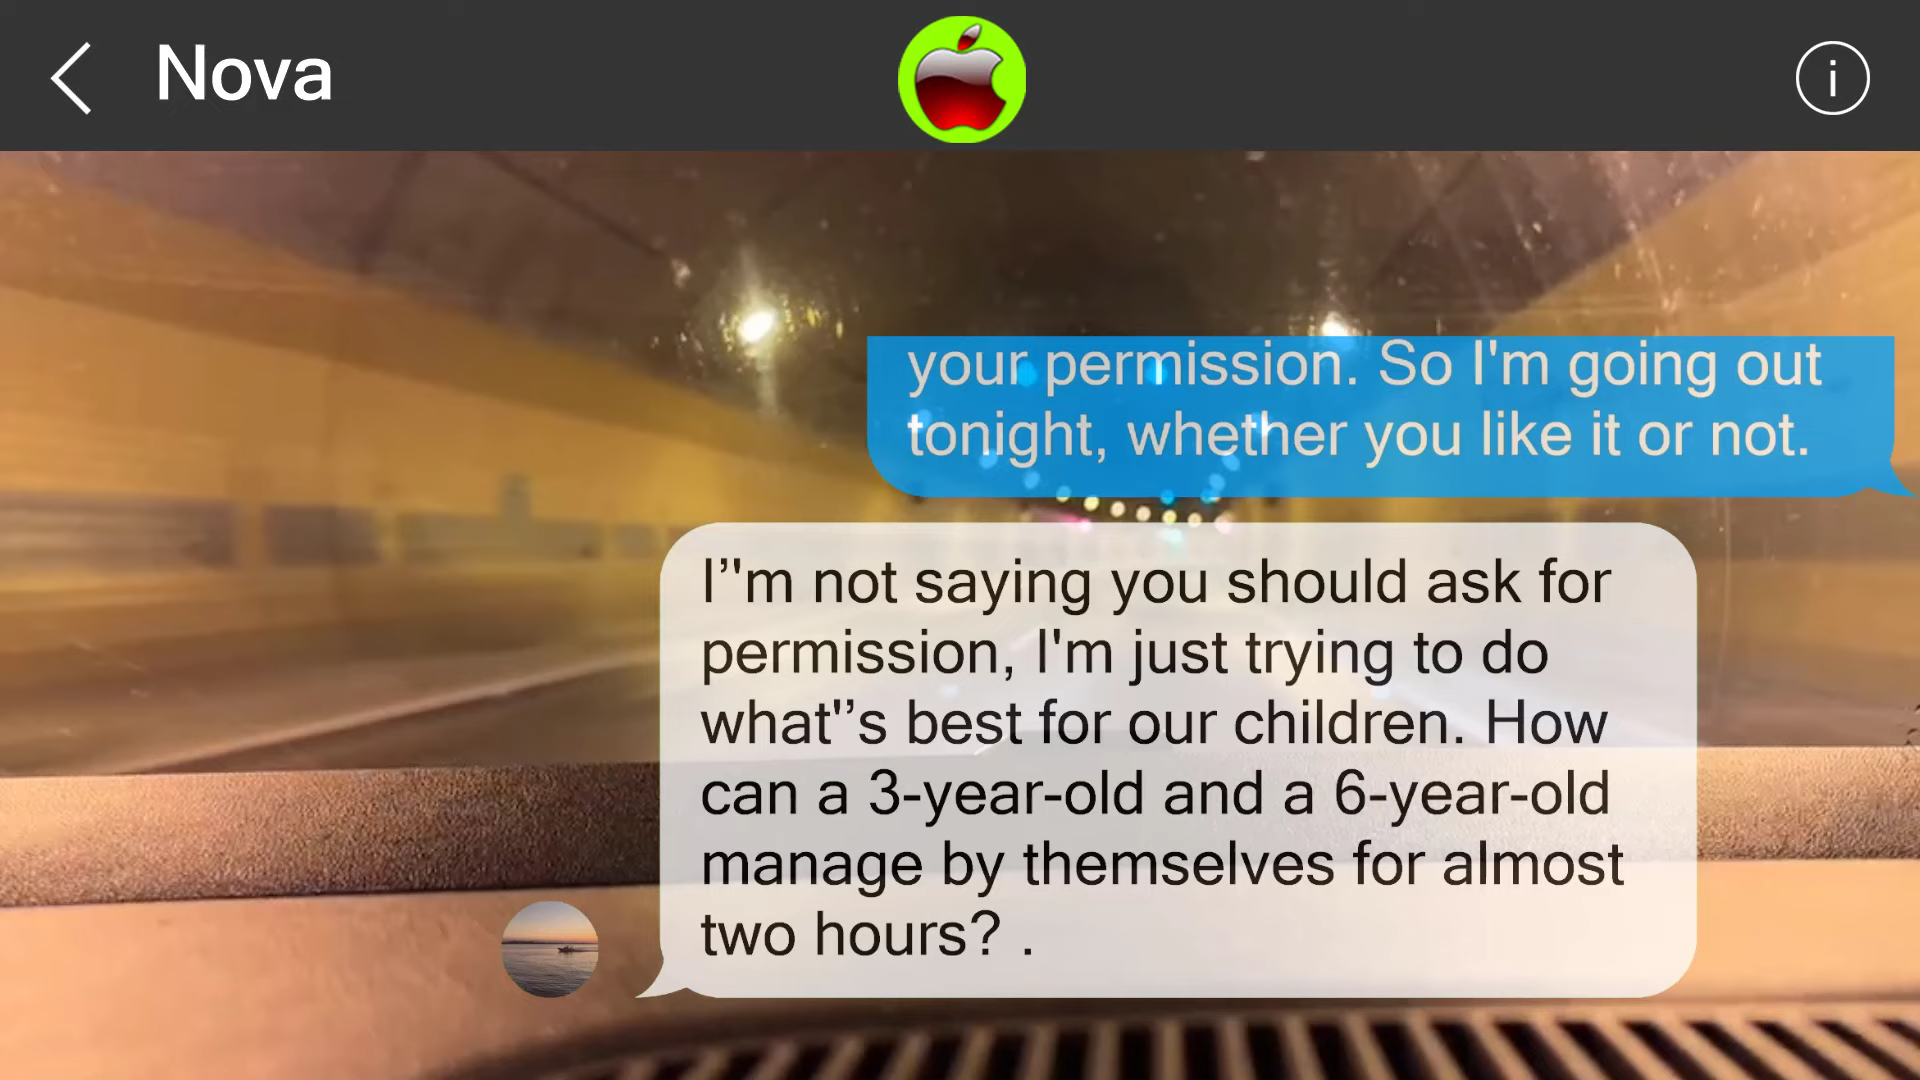 Nova
i
your permission. So I'm going out
tonight, whether you like it or not.
I”'m not saying you should ask for
permission, I'm just trying to do
what'’s best for our children. How
can a 3-year-old and a 6-year-old
manage by themselves for almost
two hours? .